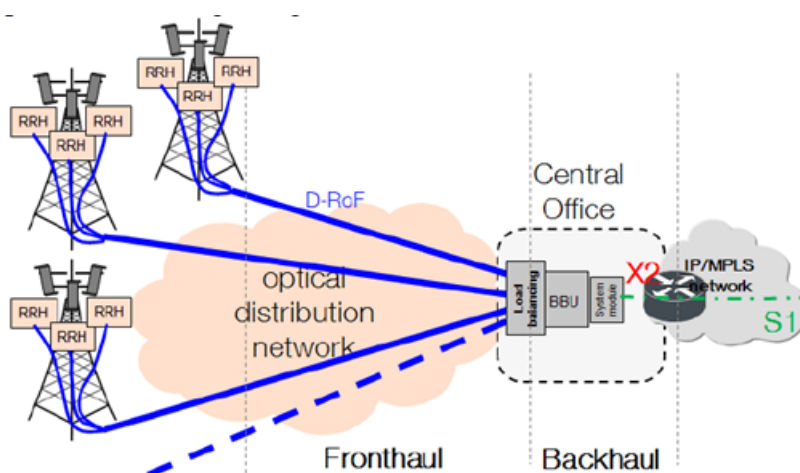 RRH
RRH
RRH
RRH
RRH
RRH
D-RoF
Central
Office
optical
distribution
network
Load
balancing
BBU
System
module
X2
IP/MPLS
network
S1
RRH
RRH
RRH
Fronthaul
Backhaul